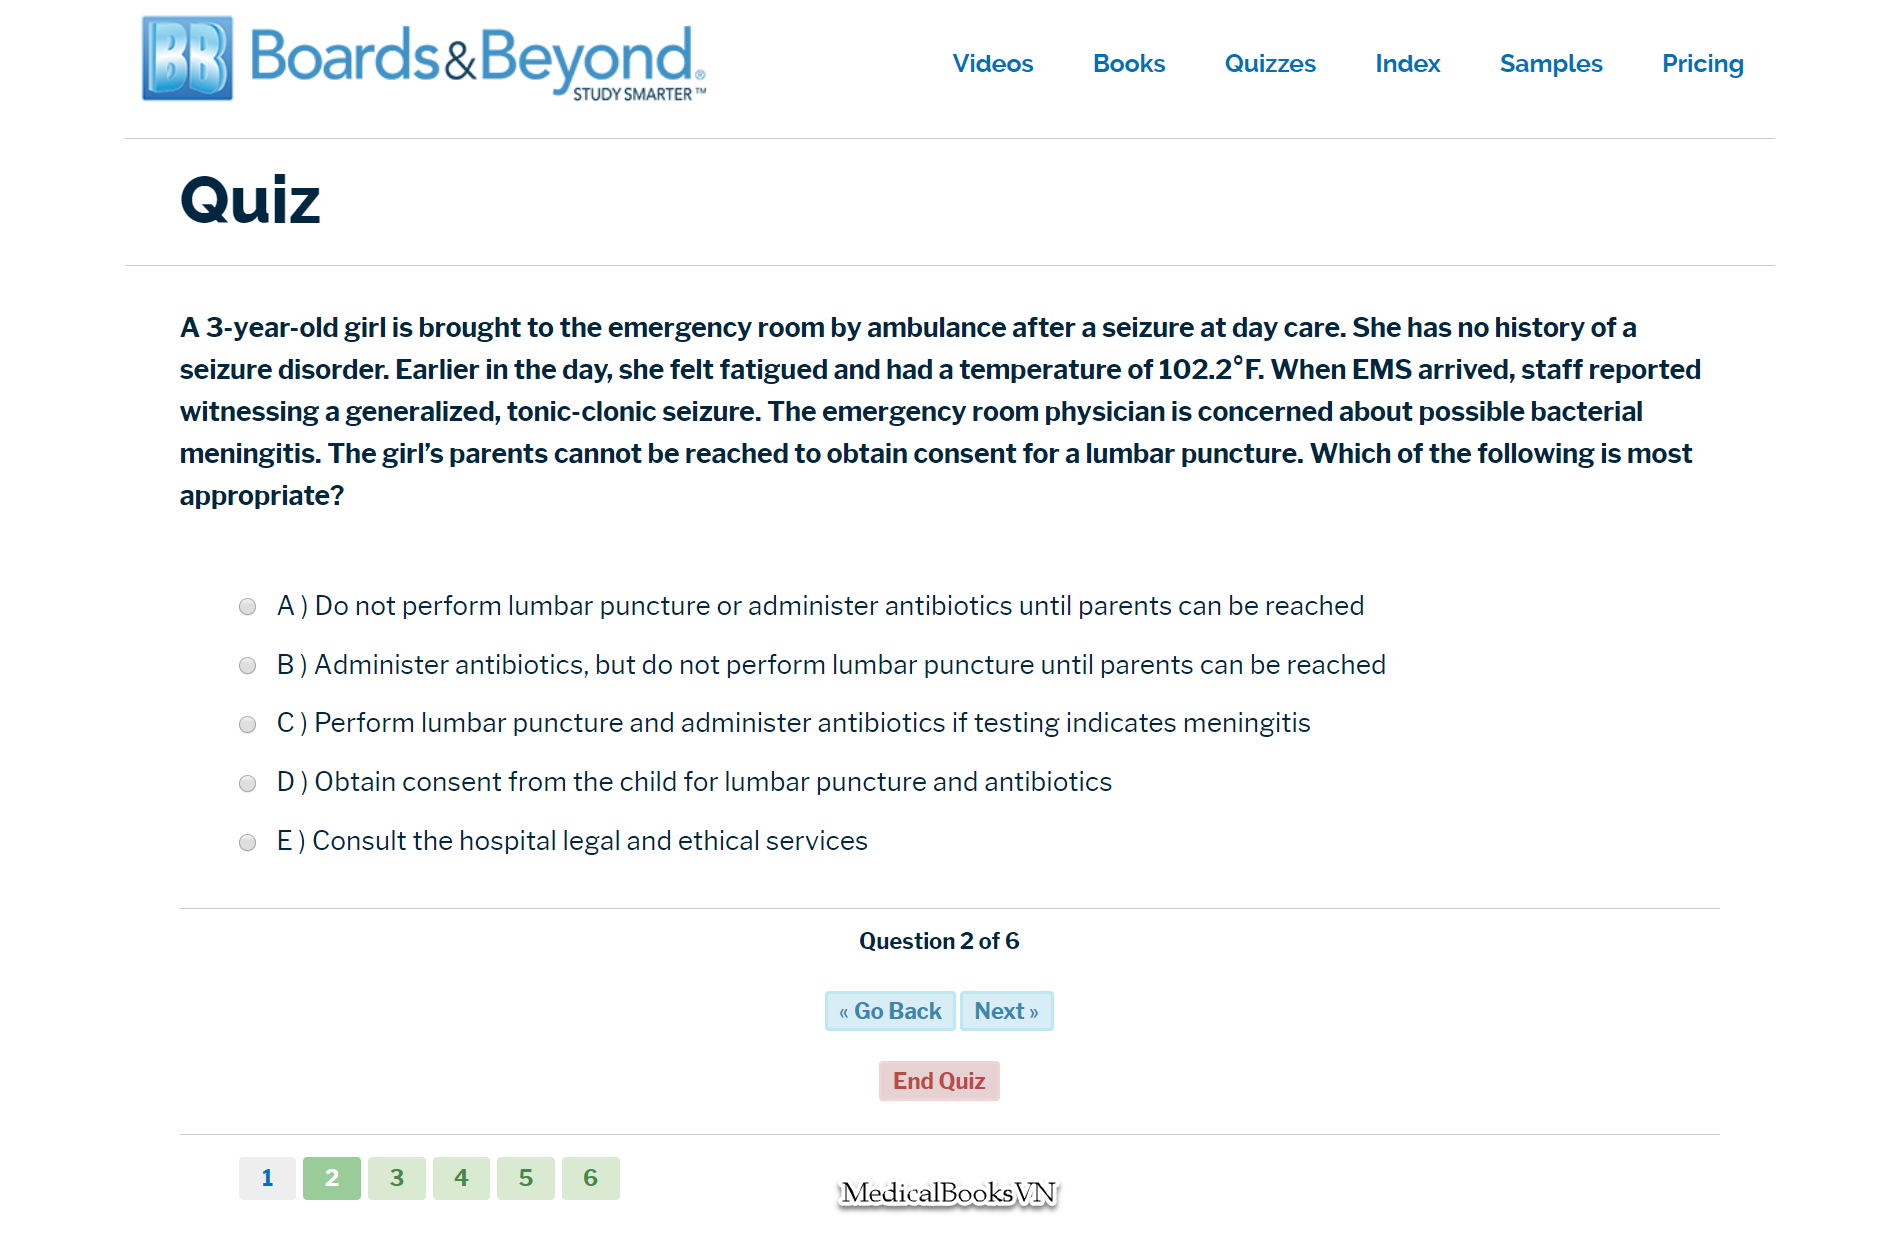 BB Boards&Beyond®
STUDY SMARTER™
Videos Books Quizzes Index Samples Pricing
Quiz
A 3-year-old girl is brought to the emergency room by ambulance after a seizure at day care. She has no history of a
seizure disorder. Earlier in the day, she felt fatigued and had a temperature of 102.2°F. When EMS arrived, staff reported
witnessing a generalized, tonic-clonic seizure. The emergency room physician is concerned about possible bacterial
meningitis. The girl’s parents cannot be reached to obtain consent for a lumbar puncture. Which of the following is most
appropriate?
A ) Do not perform lumbar puncture or administer antibiotics until parents can be reached
B ) Administer antibiotics, but do not perform lumbar puncture until parents can be reached
C ) Perform lumbar puncture and administer antibiotics if testing indicates meningitis
D ) Obtain consent from the child for lumbar puncture and antibiotics
E ) Consult the hospital legal and ethical services
Question 2 of 6
« Go Back Next »
End Quiz
1 2 3 4 5 6
MedicalBooksVN